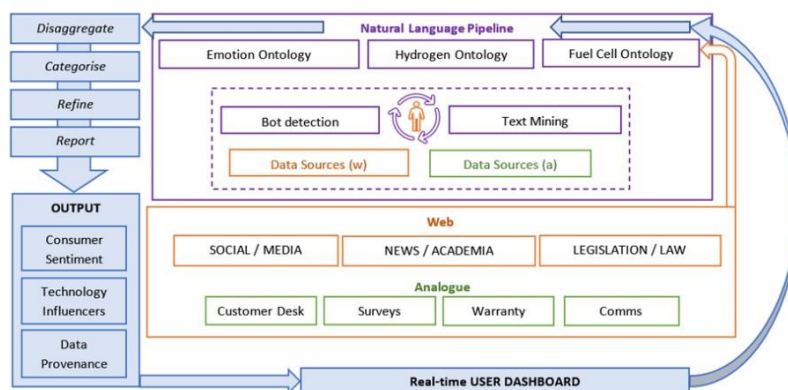 Disaggregate
Categorise
Refine
Report
OUTPUT
Consumer
Sentiment
Technology
Influencers
Data
Provenance
Natural Language Pipeline
Emotion Ontology
Hydrogen Ontology
Fuel Cell Ontology
Bot detection
Text Mining
Data Sources (w)
Data Sources (a)
Web
SOCIAL / MEDIA
NEWS / ACADEMIA
LEGISLATION / LAW
Analogue
Customer Desk
Surveys
Warranty
Comms
Real-time USER DASHBOARD